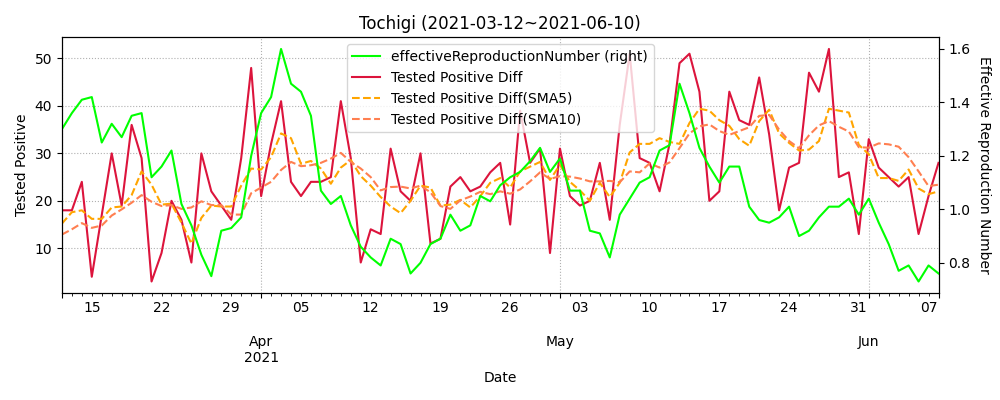 Tochigi (2021-03-12~2021-06-10)
effectiveReproductionNumber (right)
Tested Positive Diff
Tested Positive Diff(SMA5)
Tested Positive Diff(SMA10)
Tested Positive
50
40
30
20
10
1.6
1.4
1.2
1.0
0.8
Effective Reproduction Number
15 22 29 05 12 19 26 03 10 17 24 31 07
Apr May Jun
2021
Date